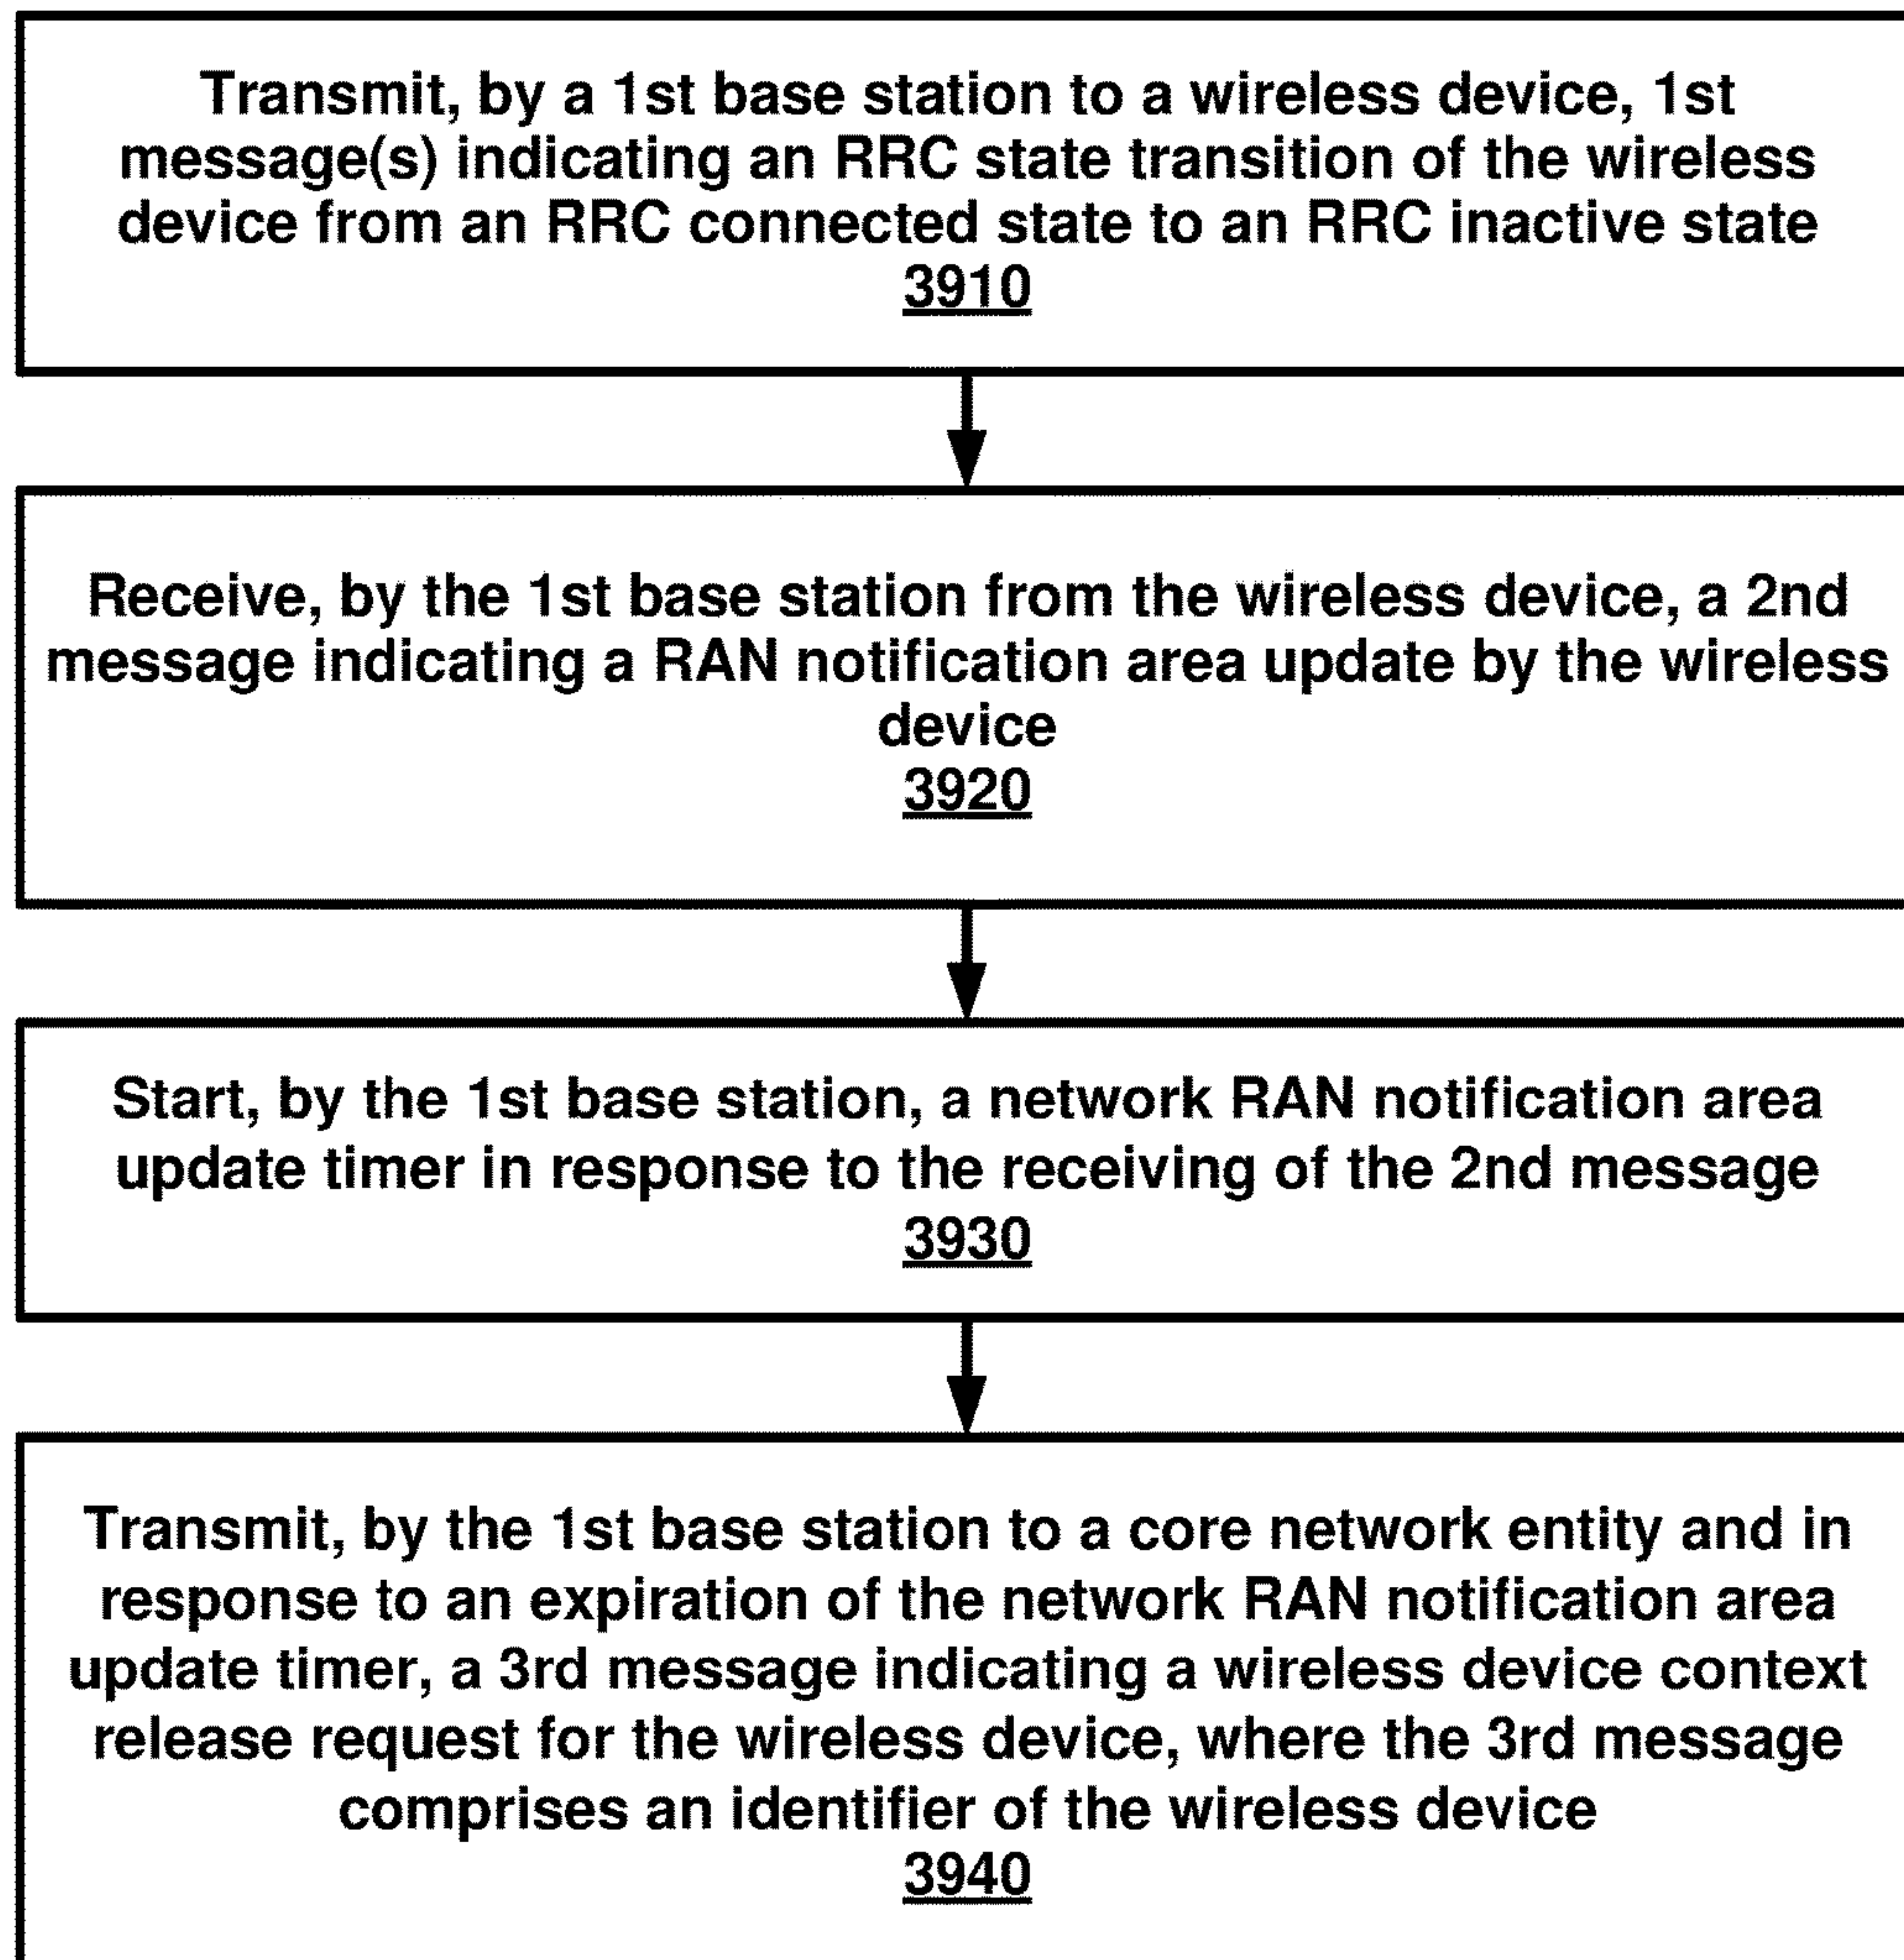 Transmit, by a 1st base station to a wireless device, 1st
message(s) indicating an RRC state transition of the wireless
device from an RRC connected state to an RRC inactive state
3910
Receive, by the 1st base station from the wireless device, a 2nd
message indicating a RAN notification area update by the wireless
device
3920
Start, by the 1st base station, a network RAN notification area
update timer in response to the receiving of the 2nd message
3930
Transmit, by the 1st base station to a core network entity and in
response to an expiration of the network RAN notification area
update timer, a 3rd message indicating a wireless device context
release request for the wireless device, where the 3rd message
comprises an identifier of the wireless device
3940